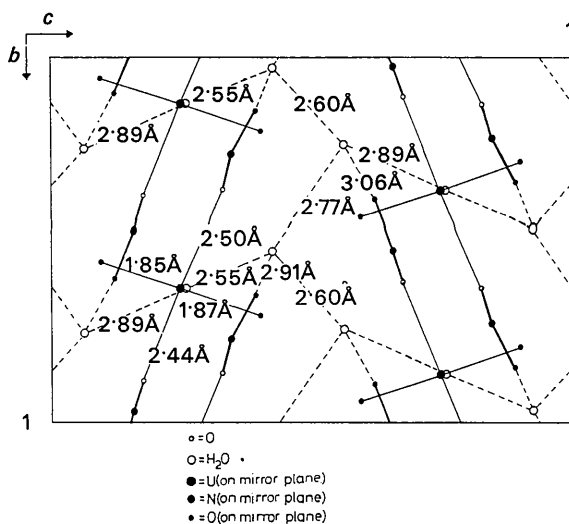 c
b
1
2·55Å
2·60Å
2·89Å
2·89Å
3·06Å
2·77Å
2·50Å
1·85Å
2·55Å
2·91Å
2·60Å
2·89Å
1·87Å
2·44Å
1
=O
=H₂O
=U(on mirror plane)
=N(on mirror plane)
=O(on mirror plane)